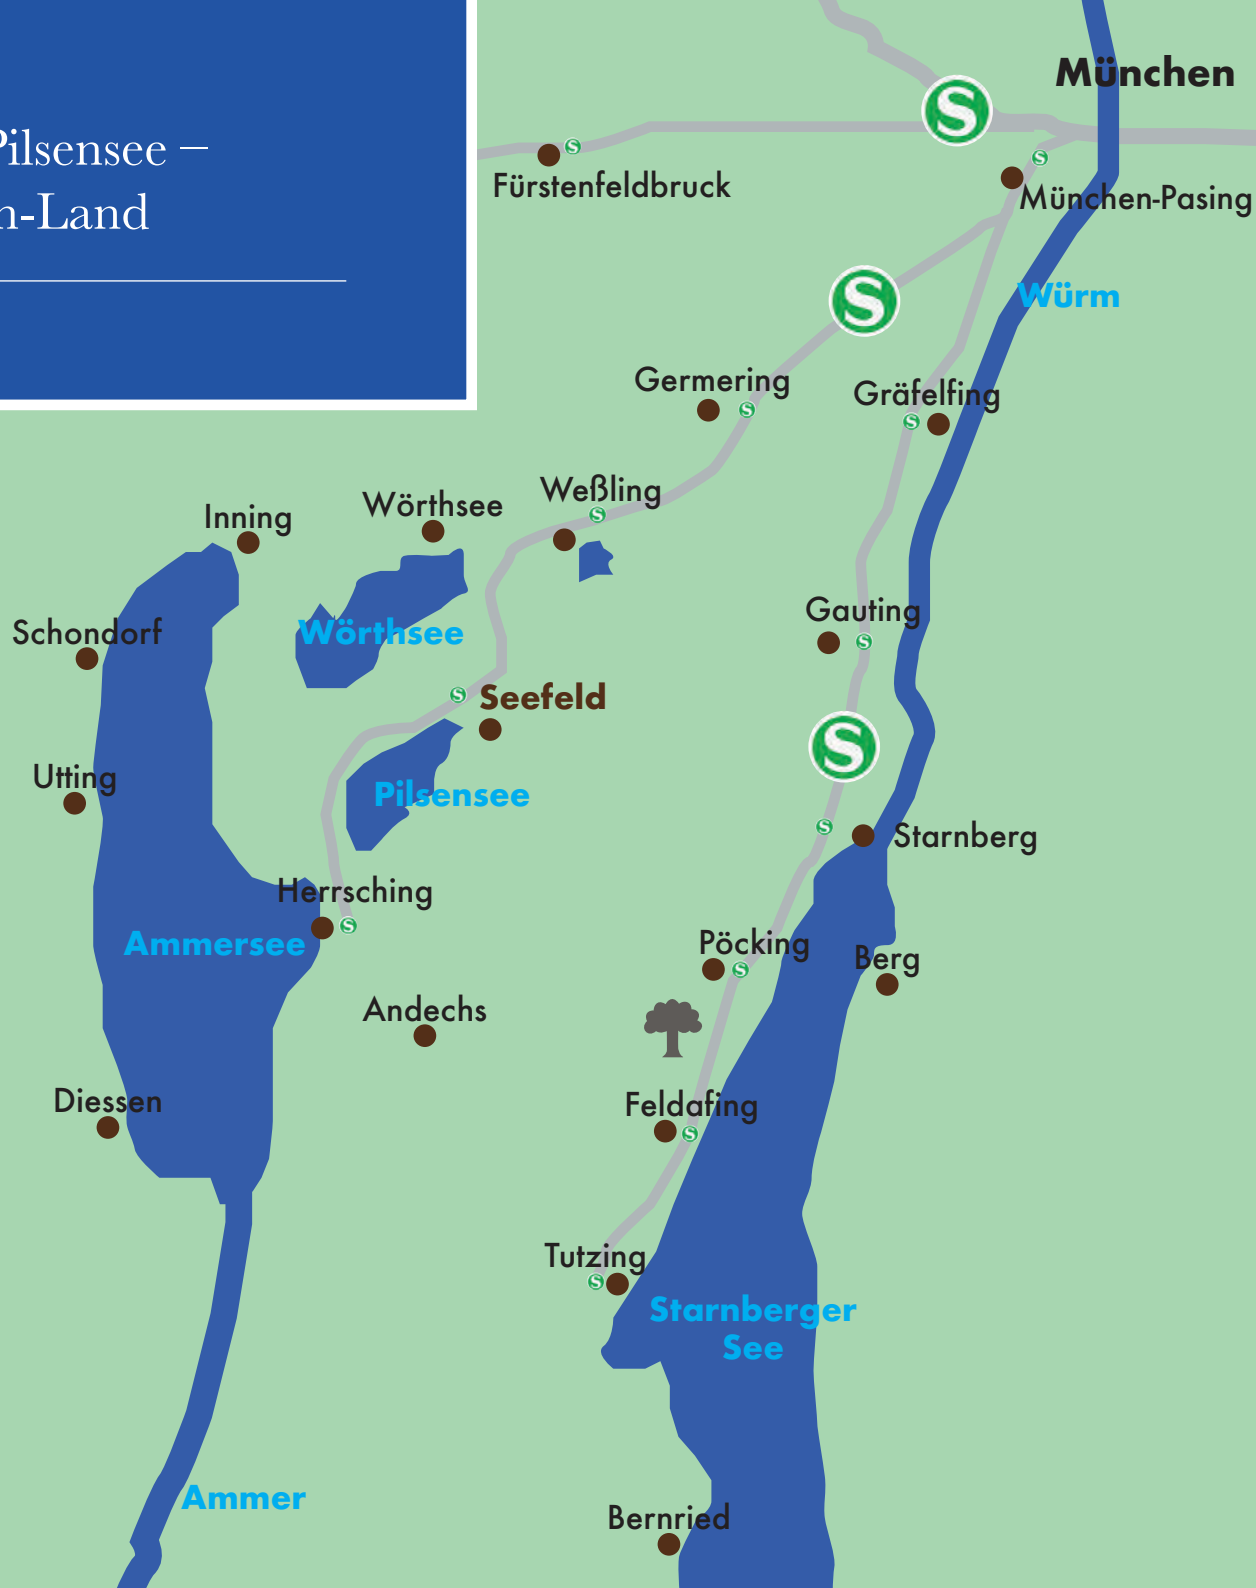 Pilsensee –
n-Land
München
S
S
Fürstenfeldbruck
S
München-Pasing
S
Würm
Germering
S
Gräfelfing
S
Weßling
S
Wörthsee
Inning
Gauting
S
Schondorf
Wörthsee
S
Seefeld
S
Utting
Pilsensee
S
Starnberg
Herrsching
S
Ammersee
Pöcking
S
Berg
Andechs
Diessen
Feldafing
S
Tutzing
S
Starnberger
See
Ammer
Bernried